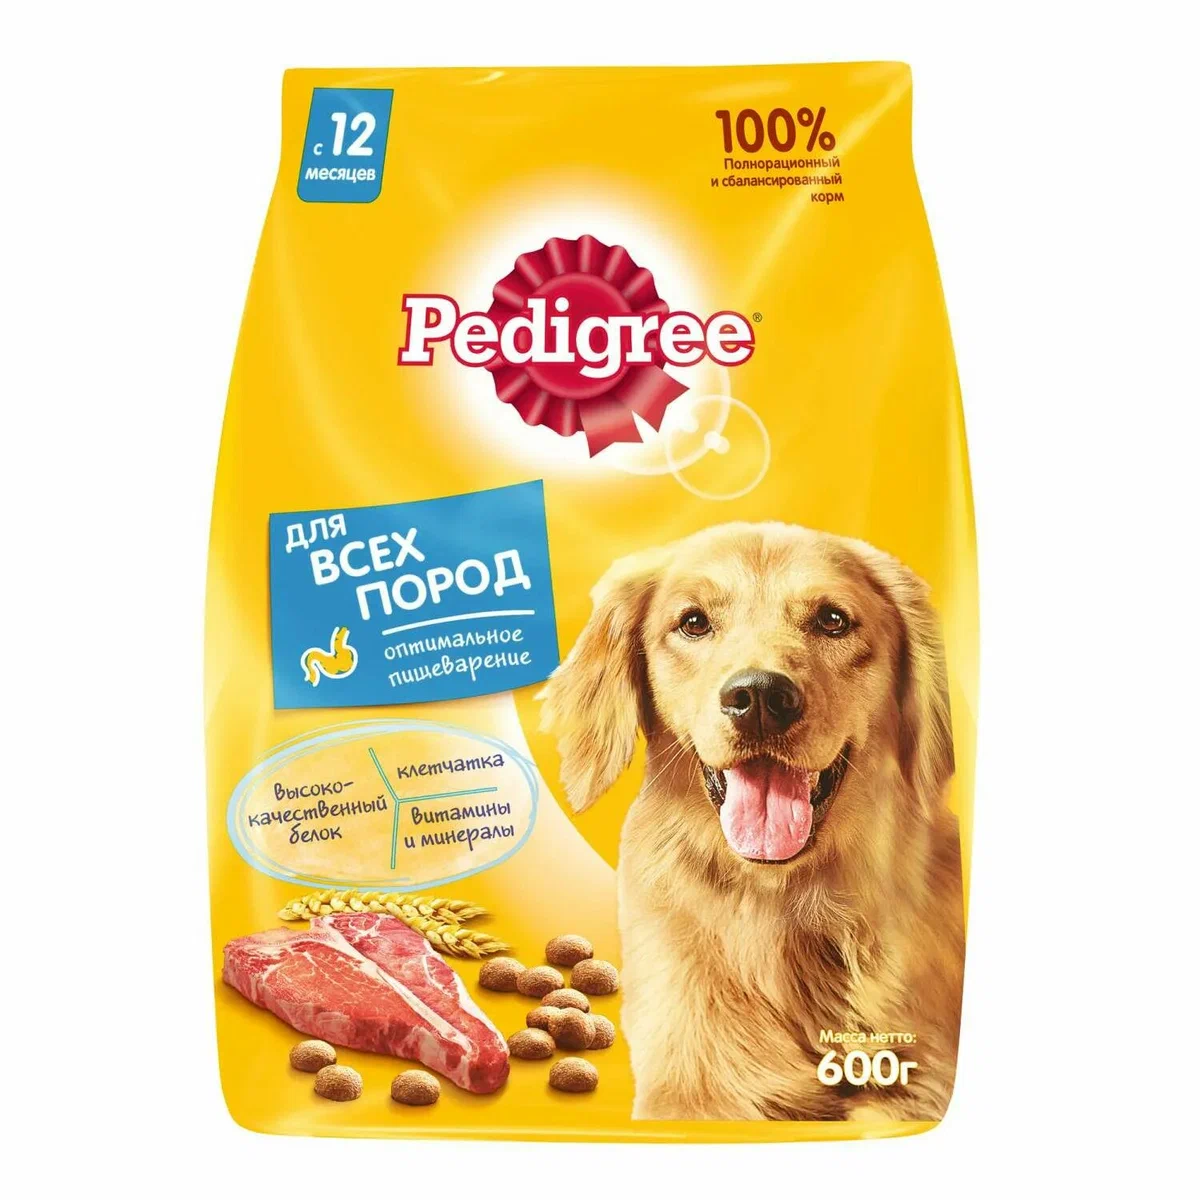 с 12
месяцев
100%
Полнорационный
и сбалансированный
корм
Pedigree®
для
ВСЕХ
ПОРОД
оптимальное
пищеварение
высоко-
качественный
белок
клетчатка
витамины
и минералы
Масса нетто:
600г